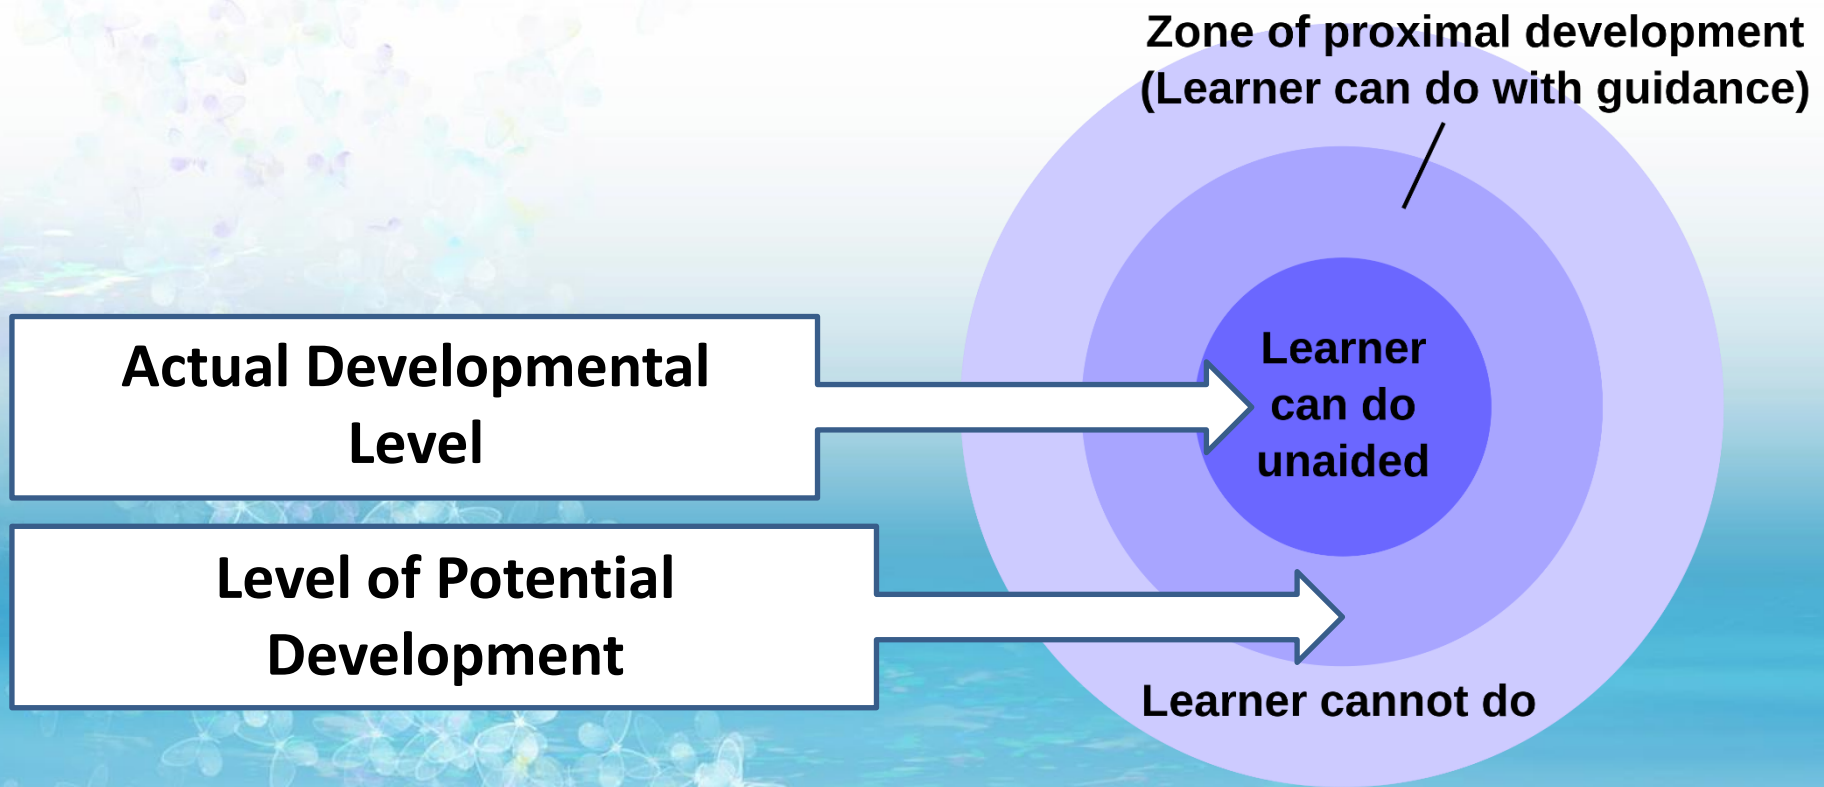 Zone of proximal development
(Learner can do with guidance)
Actual Developmental
Level
Learner
can do
unaided
Level of Potential
Development
Learner cannot do